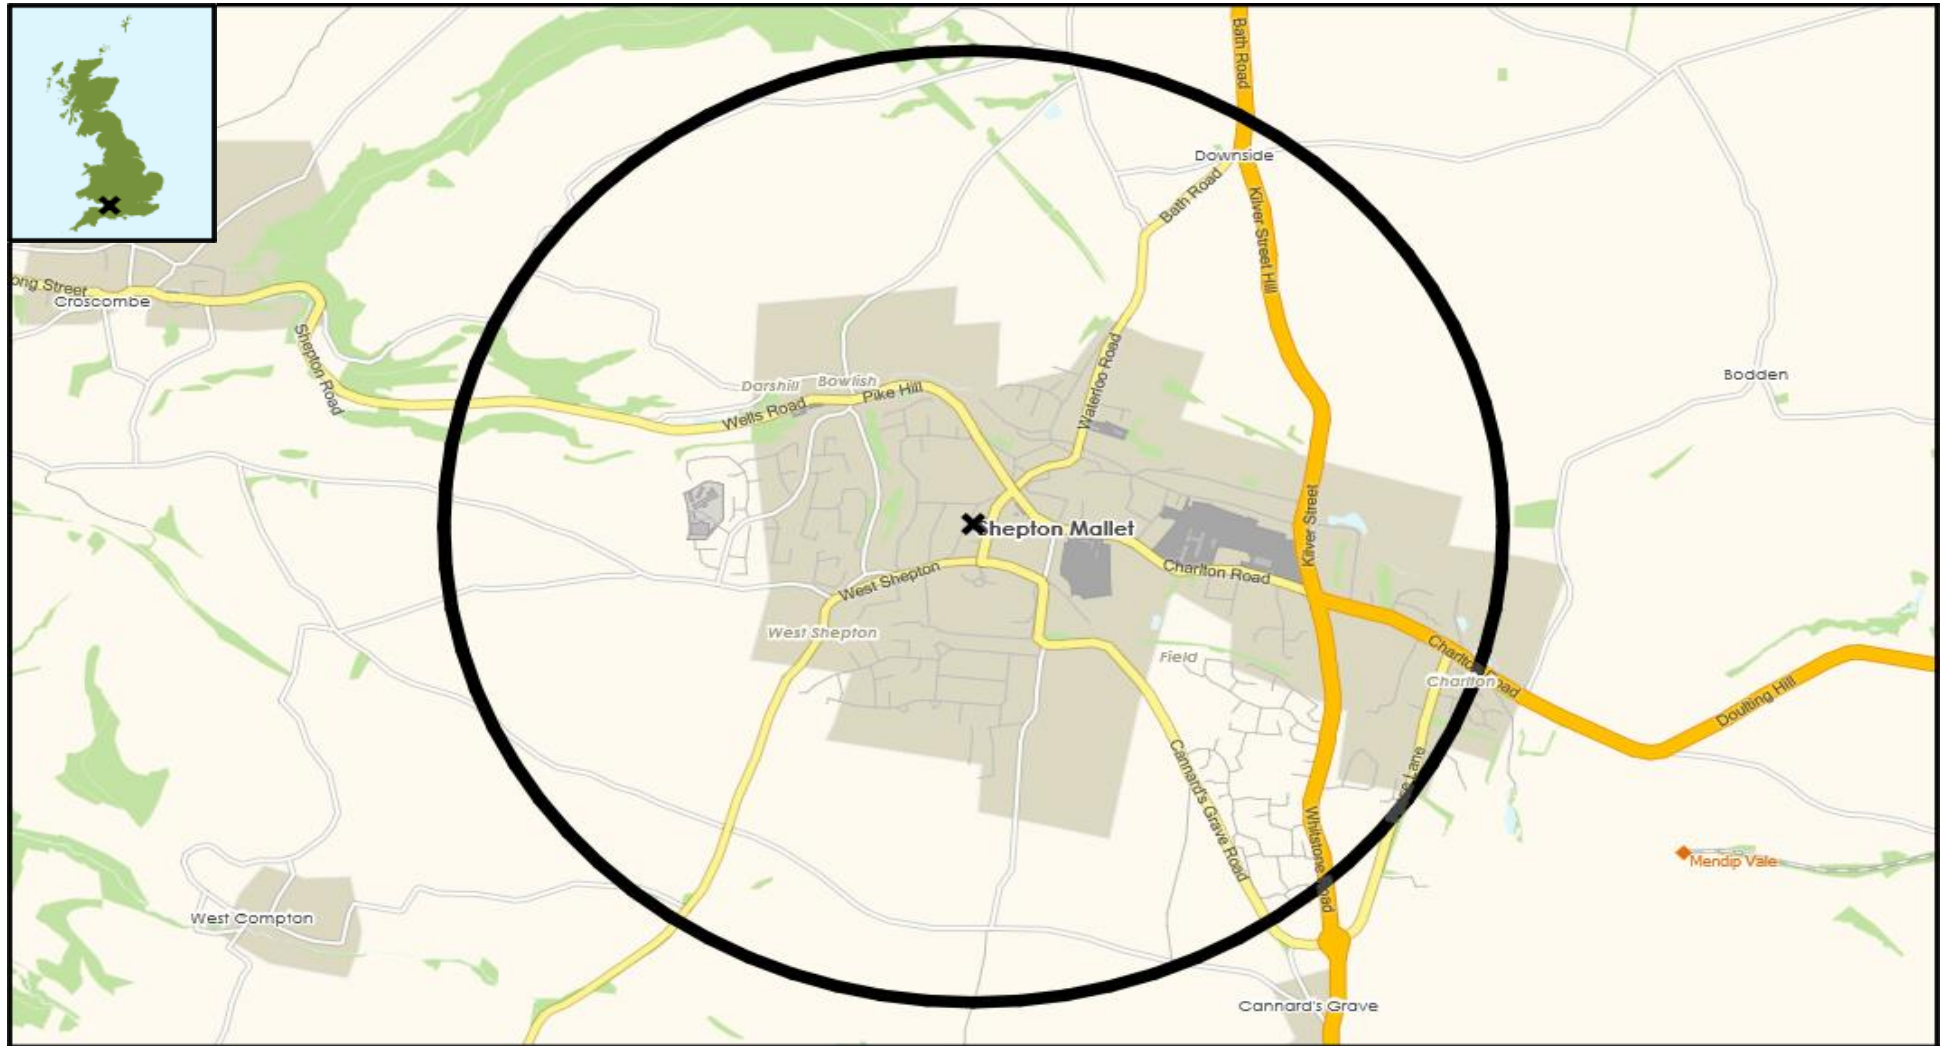 Bath Road
Downside
Bath Road
Kilver Street Hill
ong Street
Croscombe
Shepton Road
Waterloo Road
Bodden
Darshill
Bowlish
Pike Hill
Wells Road
Kilver Street
Shepton Mallet
Charlton Road
West Shepton
West Shepton
Field
Charlton Road
Charlton
Doulting Hill
Cannard's Grave Road
Lane
Whitstone Road
Mendip Vale
West Compton
Cannard's Grave